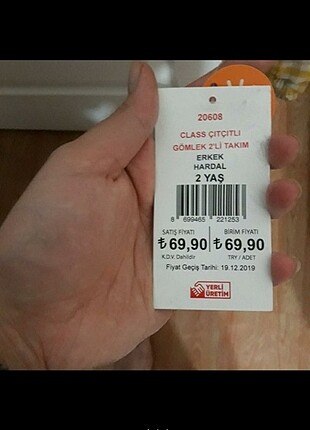 20608
CLASS ÇITÇITLI
GÖMLEK 2'Lİ TAKIM
ERKEK
HARDAL
2 YAŞ
8 699465 221253
SATIŞ FİYATI
₺69,90
K.D.V. Dahildir
BİRİM FİYATI
₺69,90
TRY / ADET
Fiyat Geçiş Tarihi: 19.12.2019
YERLİ
ÜRETİM